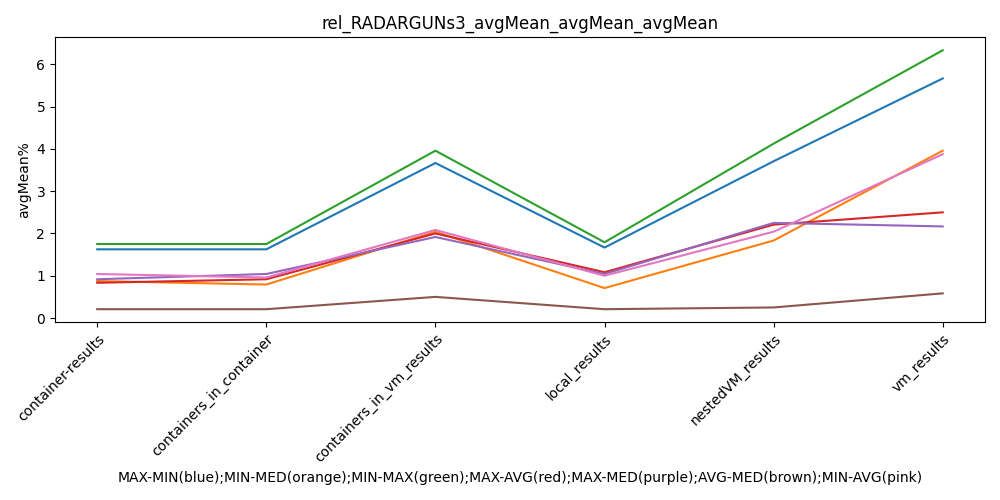 rel_RADARGUNs3_avgMean_avgMean_avgMean
avgMean%
6
5
4
3
2
1
0
container-results
containers_in_container
containers_in_vm_results
local_results
nestedVM_results
vm_results
MAX-MIN(blue);MIN-MED(orange);MIN-MAX(green);MAX-AVG(red);MAX-MED(purple);AVG-MED(brown);MIN-AVG(pink)